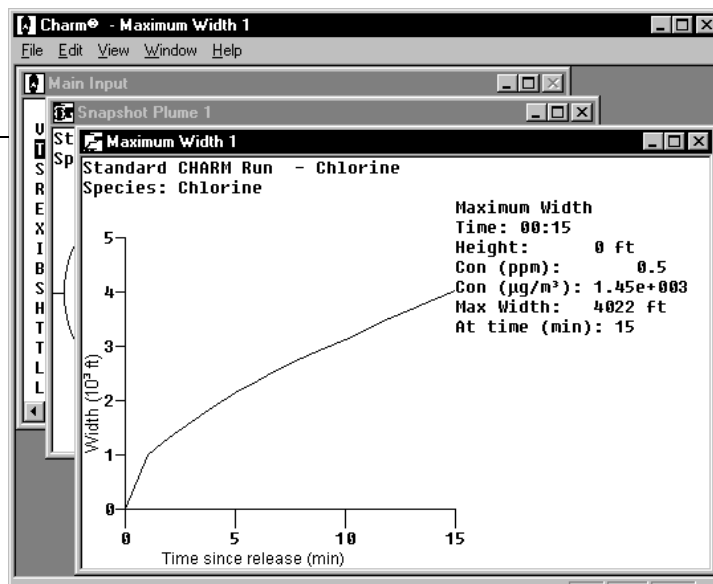 Charm® - Maximum Width 1
File Edit View Window Help
Main Input
Snapshot Plume 1
V
T
S
R
E
X
I
B
S
H
T
T
L
L
St
Sp
Maximum Width 1
Standard CHARM Run - Chlorine
Species: Chlorine
Maximum Width
Time: 00:15
Height: 0 ft
Con (ppm): 0.5
Con (µg/m³): 1.45e+003
Max Width: 4022 ft
At time (min): 15
Width (10³ ft)
5
4
3
2
1
0
0 5 10 15
Time since release (min)